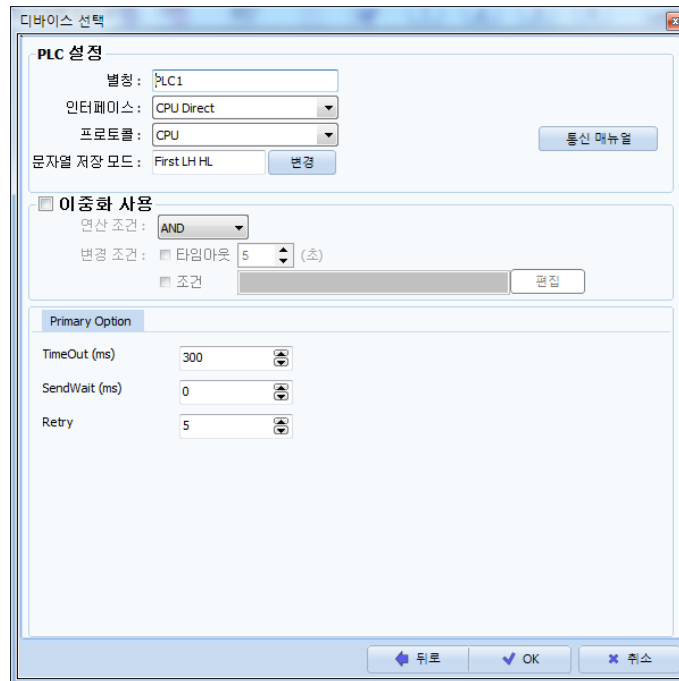 디바이스 선택
PLC 설정
별칭 : PLC1
인터페이스 : CPU Direct
프로토콜 : CPU
통신 매뉴얼
문자열 저장 모드 : First LH HL 변경
이중화 사용
연산 조건 : AND
변경 조건 : 타임아웃 5 (초)
조건 편집
Primary Option
TimeOut (ms) 300
SendWait (ms) 0
Retry 5
뒤로 OK 취소